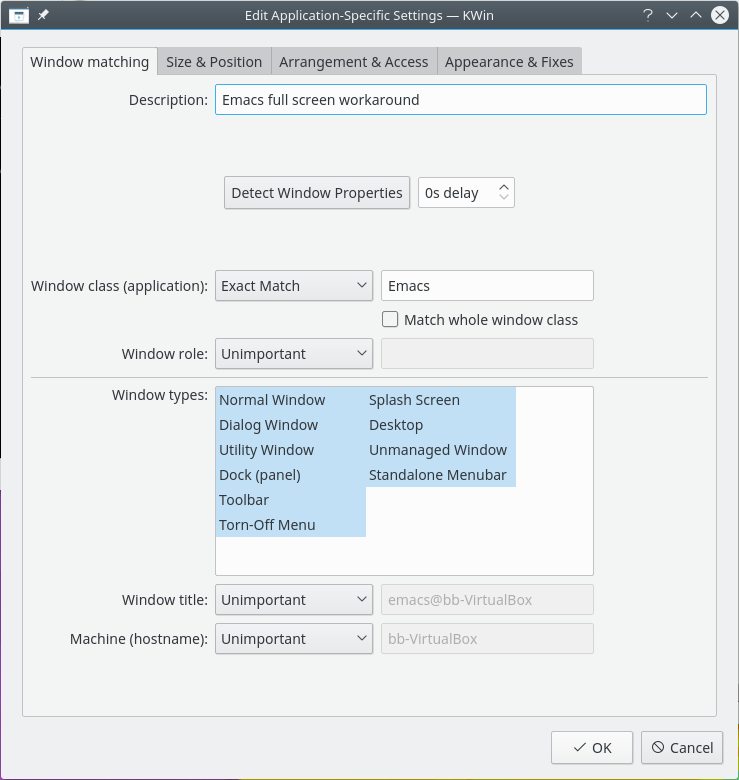 Edit Application-Specific Settings — KWin
Window matching Size & Position Arrangement & Access Appearance & Fixes
Description: Emacs full screen workaround
Detect Window Properties 0s delay
Window class (application): Exact Match Emacs
Match whole window class
Window role: Unimportant
Window types: Normal Window Splash Screen
Dialog Window Desktop
Utility Window Unmanaged Window
Dock (panel) Standalone Menubar
Toolbar
Torn-Off Menu
Window title: Unimportant emacs@bb-VirtualBox
Machine (hostname): Unimportant bb-VirtualBox
OK Cancel